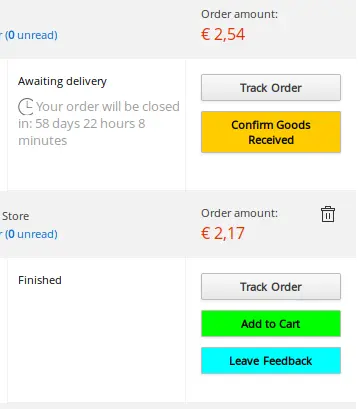 Order amount:
r (0 unread)
€ 2,54
Awaiting delivery
Track Order
Your order will be closed
in: 58 days 22 hours 8
minutes
Confirm Goods
Received
Store
Order amount:
r (0 unread)
€ 2,17
Finished
Track Order
Add to Cart
Leave Feedback